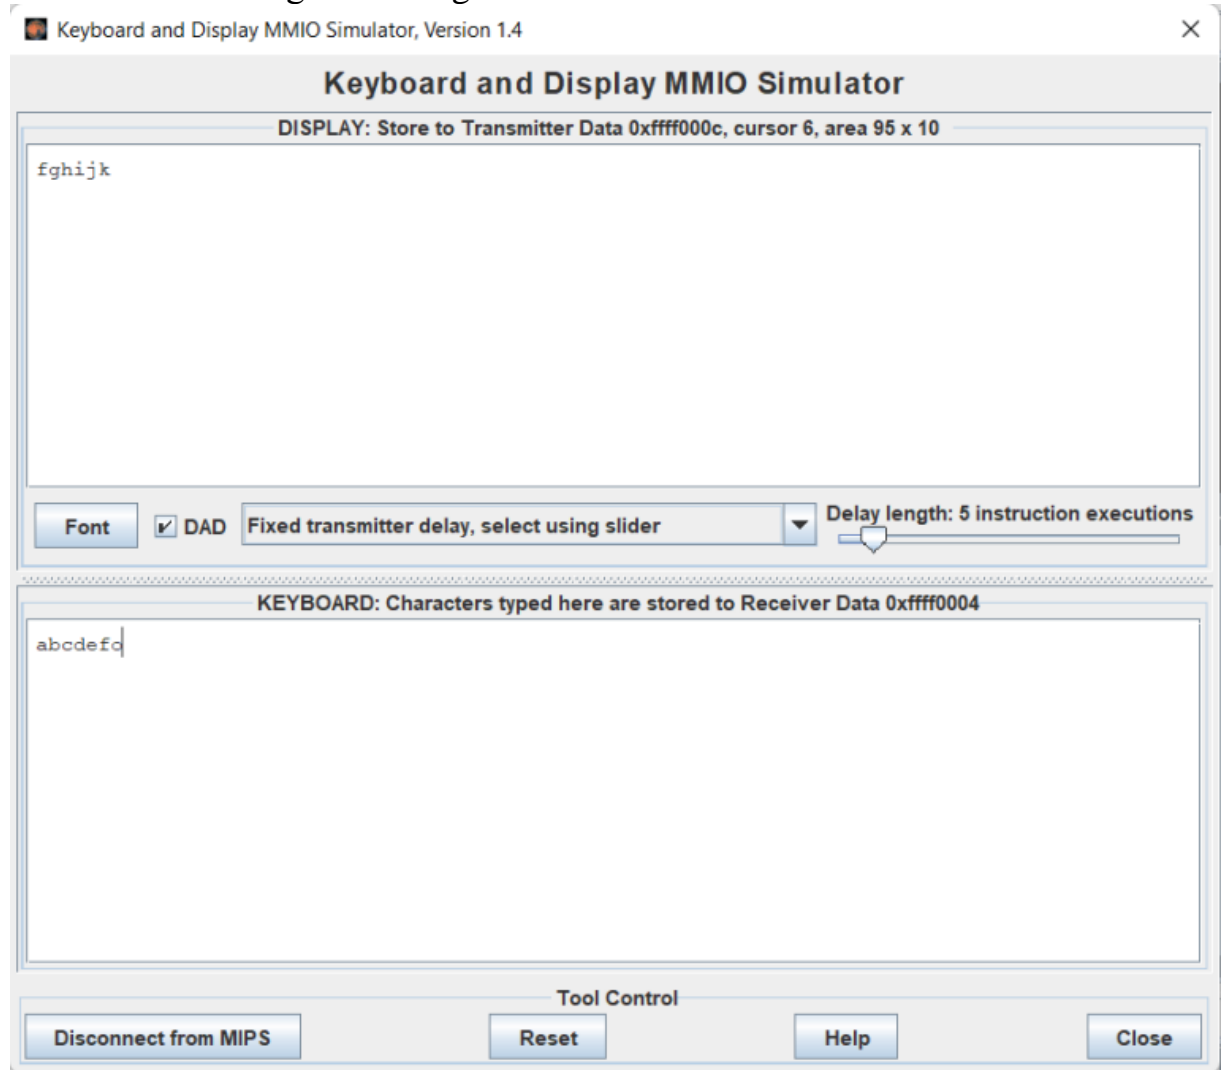 Keyboard and Display MMIO Simulator, Version 1.4
Keyboard and Display MMIO Simulator
DISPLAY: Store to Transmitter Data 0xffff000c, cursor 6, area 95 x 10
fghijk
Font
DAD
Fixed transmitter delay, select using slider
Delay length: 5 instruction executions
KEYBOARD: Characters typed here are stored to Receiver Data 0xffff0004
Tool Control
Disconnect from MIPS
Reset
Help
Close